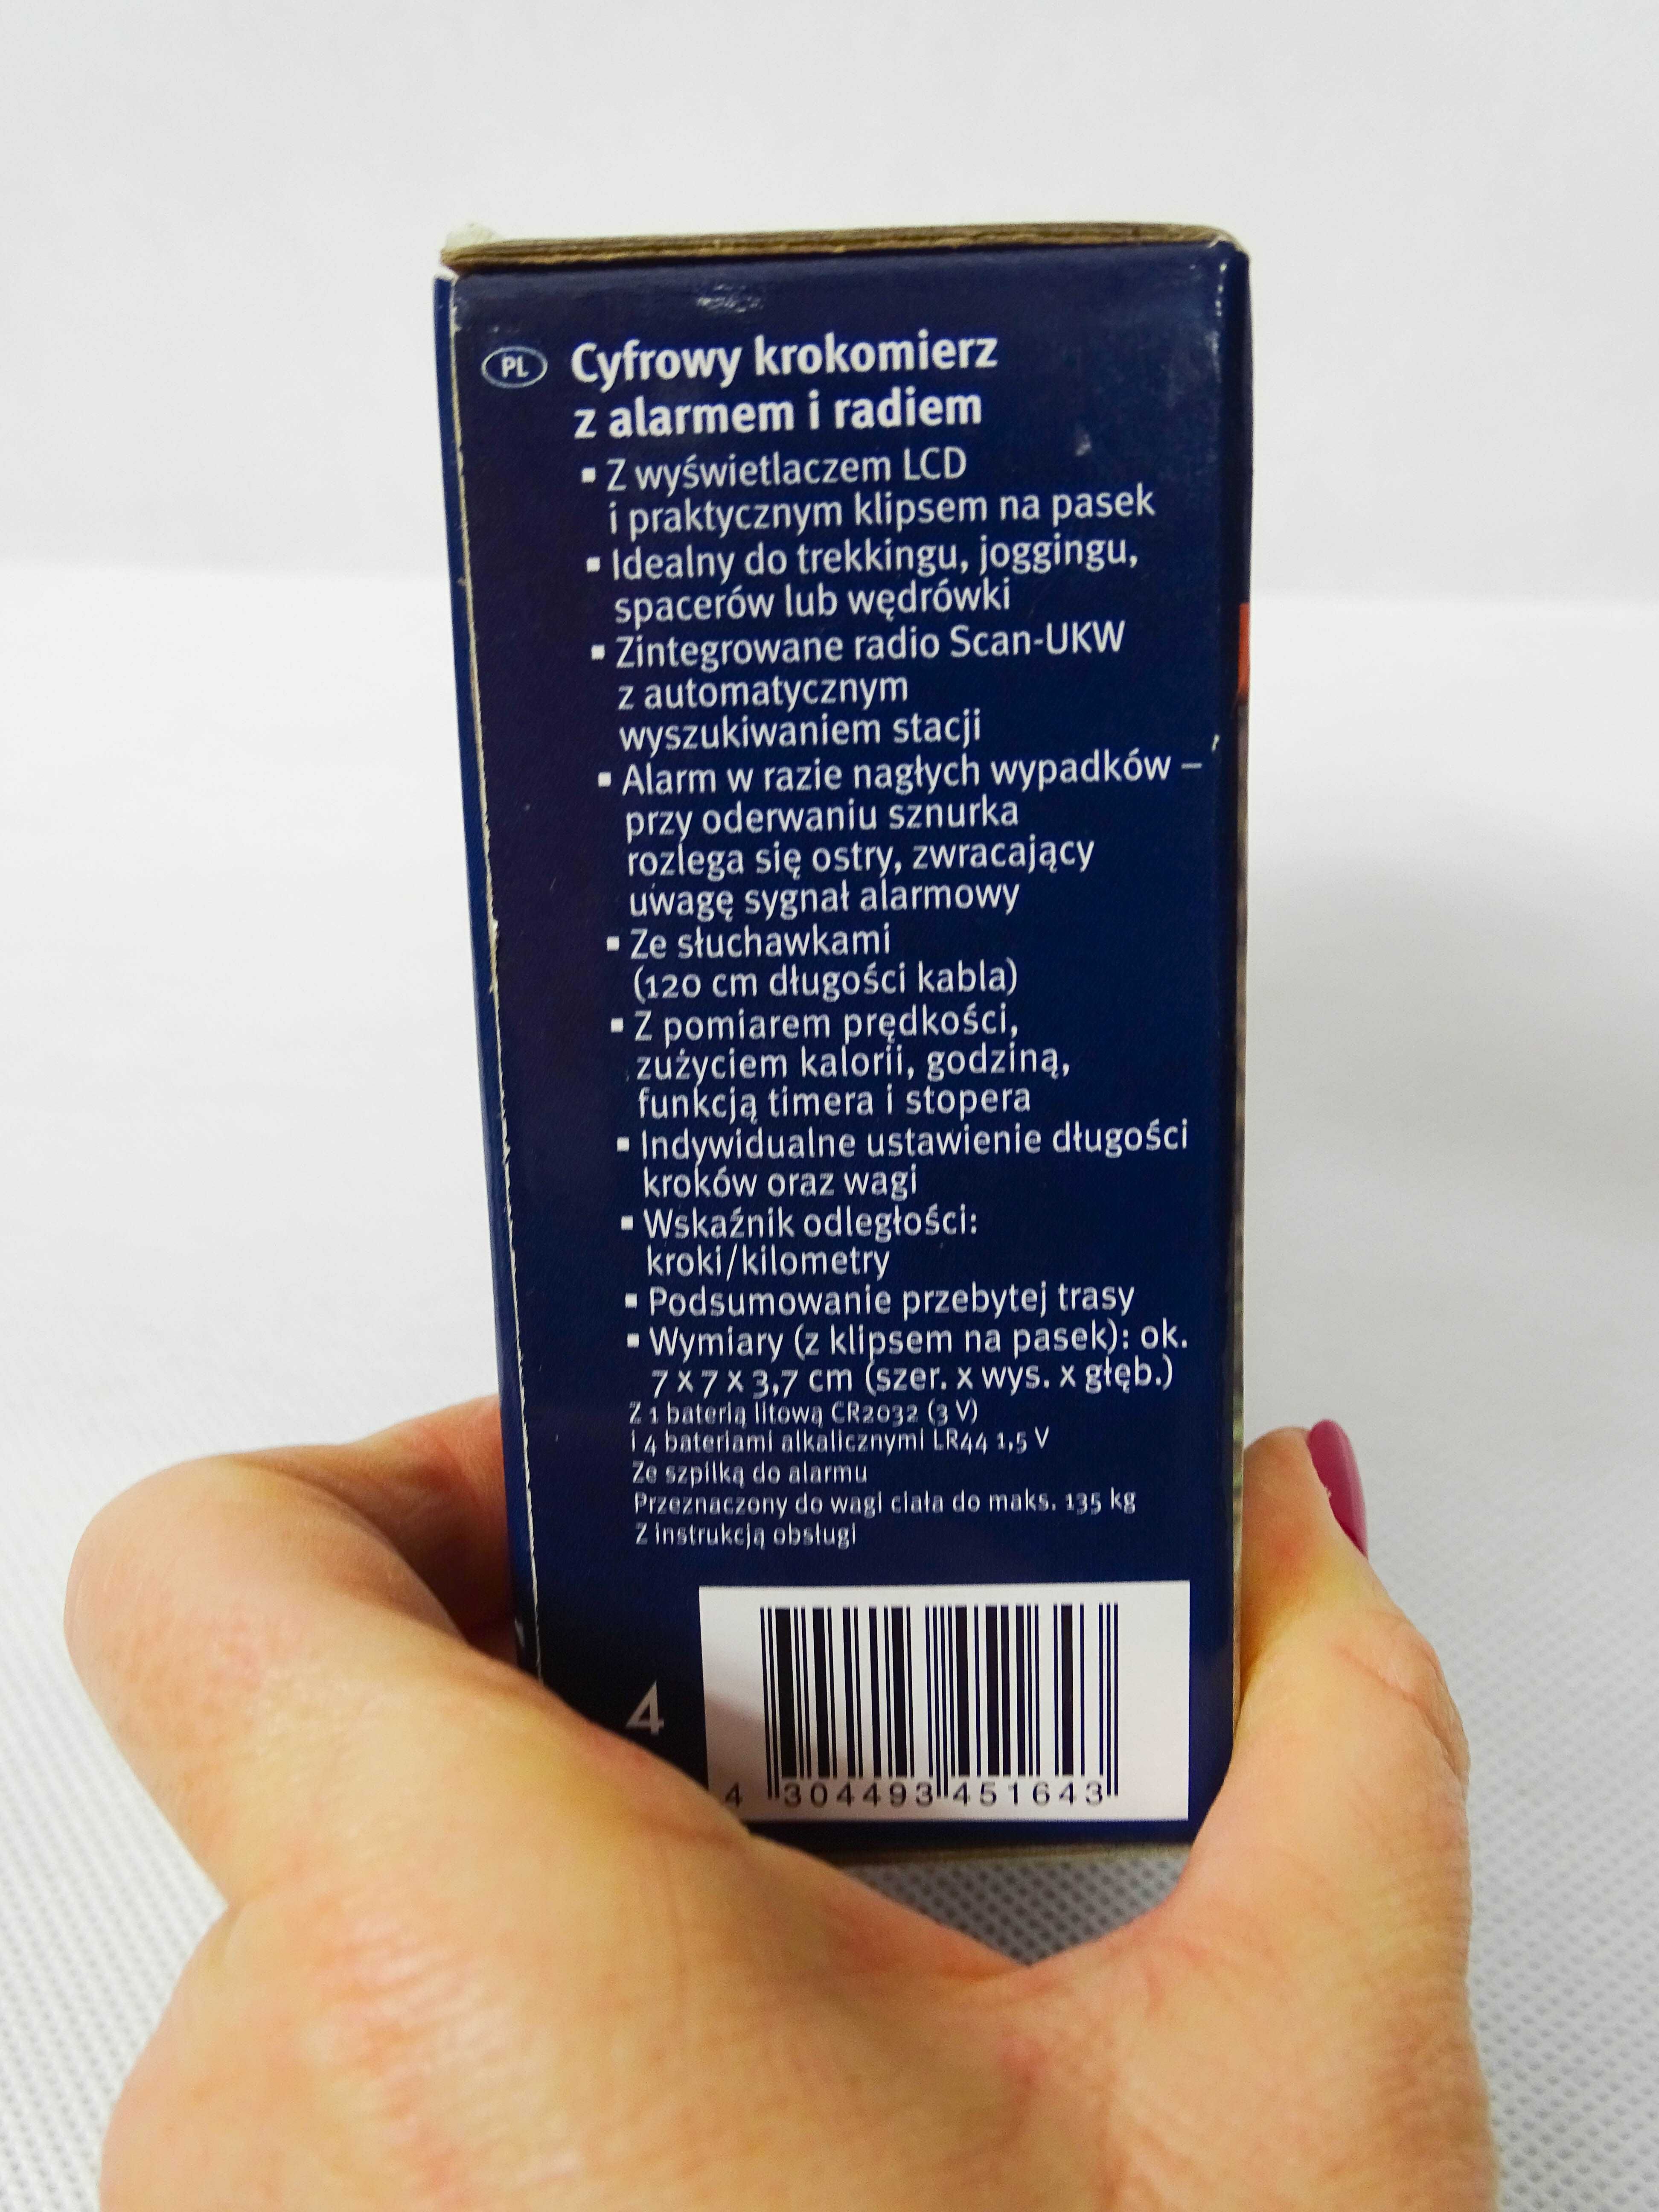 PL
Cyfrowy krokomierz
z alarmem i radiem
▪ Z wyświetlaczem LCD
i praktycznym klipsem na pasek
▪ Idealny do trekkingu, joggingu,
spacerów lub wędrówki
▪ Zintegrowane radio Scan-UKW
z automatycznym
wyszukiwaniem stacji
▪ Alarm w razie nagłych wypadków –
przy oderwaniu sznurka
rozlega się ostry, zwracający
uwagę sygnał alarmowy
▪ Ze słuchawkami
(120 cm długości kabla)
▪ Z pomiarem prędkości,
zużyciem kalorii, godziną,
funkcją timera i stopera
▪ Indywidualne ustawienie długości
kroków oraz wagi
▪ Wskaźnik odległości:
kroki/kilometry
▪ Podsumowanie przebytej trasy
▪ Wymiary (z klipsem na pasek): ok.
7 x 7 x 3,7 cm (szer. x wys. x głęb.)
Z 1 baterią litową CR2032 (3 V)
i 4 bateriami alkalicznymi LR44 1,5 V
Ze szpilką do alarmu
Przeznaczony do wagi ciała do maks. 135 kg
Z instrukcją obsługi
4
4 304493 451643